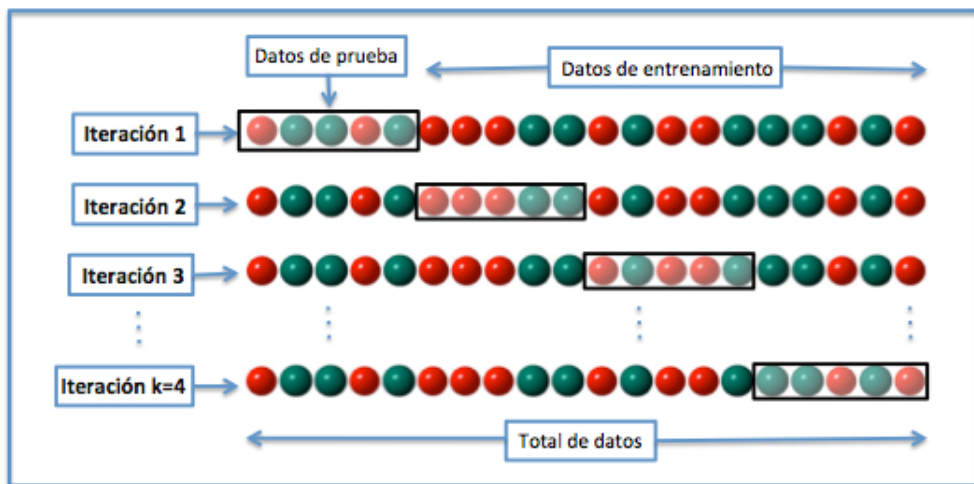 Datos de prueba
Datos de entrenamiento
Iteración 1
Iteración 2
Iteración 3
Iteración k=4
Total de datos